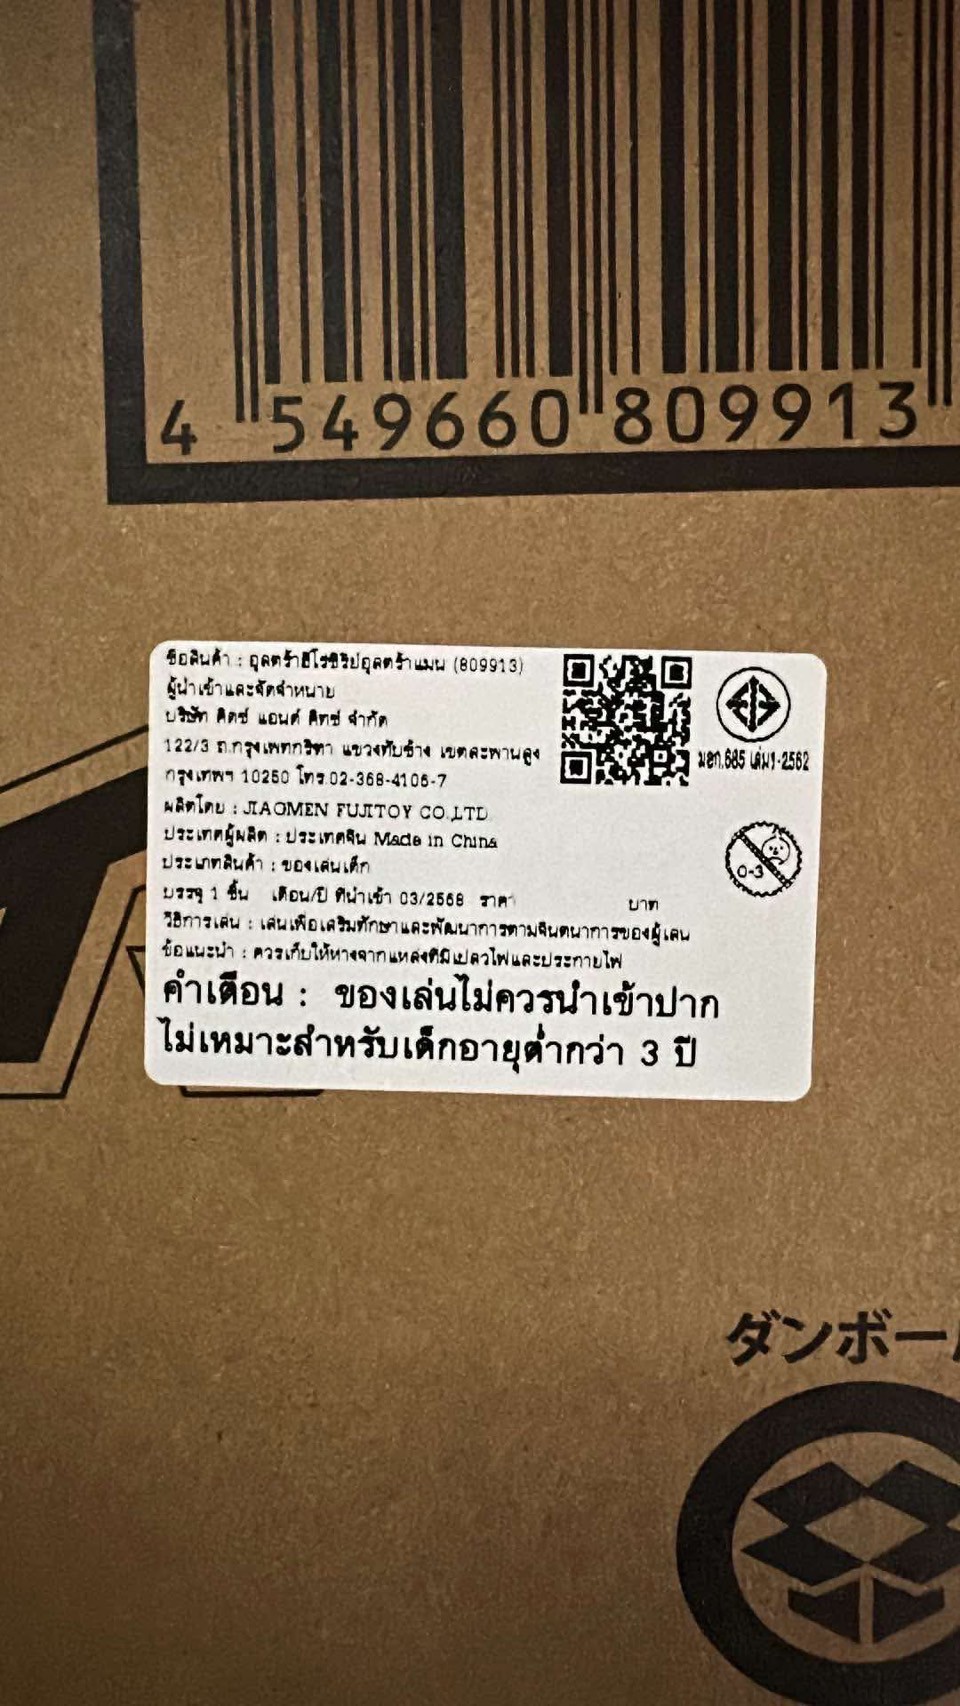 4 549660 809913
ชื่อสินค้า : อุลตร้าฮีโร่ซีรีย์อุลตร้าแมน (809913)
ผู้นำเข้าและจัดจำหน่าย
บริษัท คิตซ์ แอนด์ คิตซ์ จำกัด
122/3 ถ.กรุงเทพกรีฑา แขวงทับช้าง เขตสะพานสูง
กรุงเทพฯ 10250 โทร.02-368-4105-7
มอก.685 เล่ม1-2562
ผลิตโดย : JIAOMEN FUJITOY CO.,LTD.
ประเทศผู้ผลิต : ประเทศจีน Made in China
ประเภทสินค้า : ของเล่นเด็ก
0-3
บรรจุ 1 ชิ้น เดือน/ปี ที่นำเข้า 03/2568 ราคา บาท
วิธีการเล่น : เล่นเพื่อเสริมทักษาและพัฒนาการตามจินตนาการของผู้เล่น
ข้อแนะนำ : ควรเก็บให้ห่างจากแหล่งที่มีเปลวไฟและประกายไฟ
คำเตือน : ของเล่นไม่ควรนำเข้าปาก
ไม่เหมาะสำหรับเด็กอายุต่ำกว่า 3 ปี
ダンボー